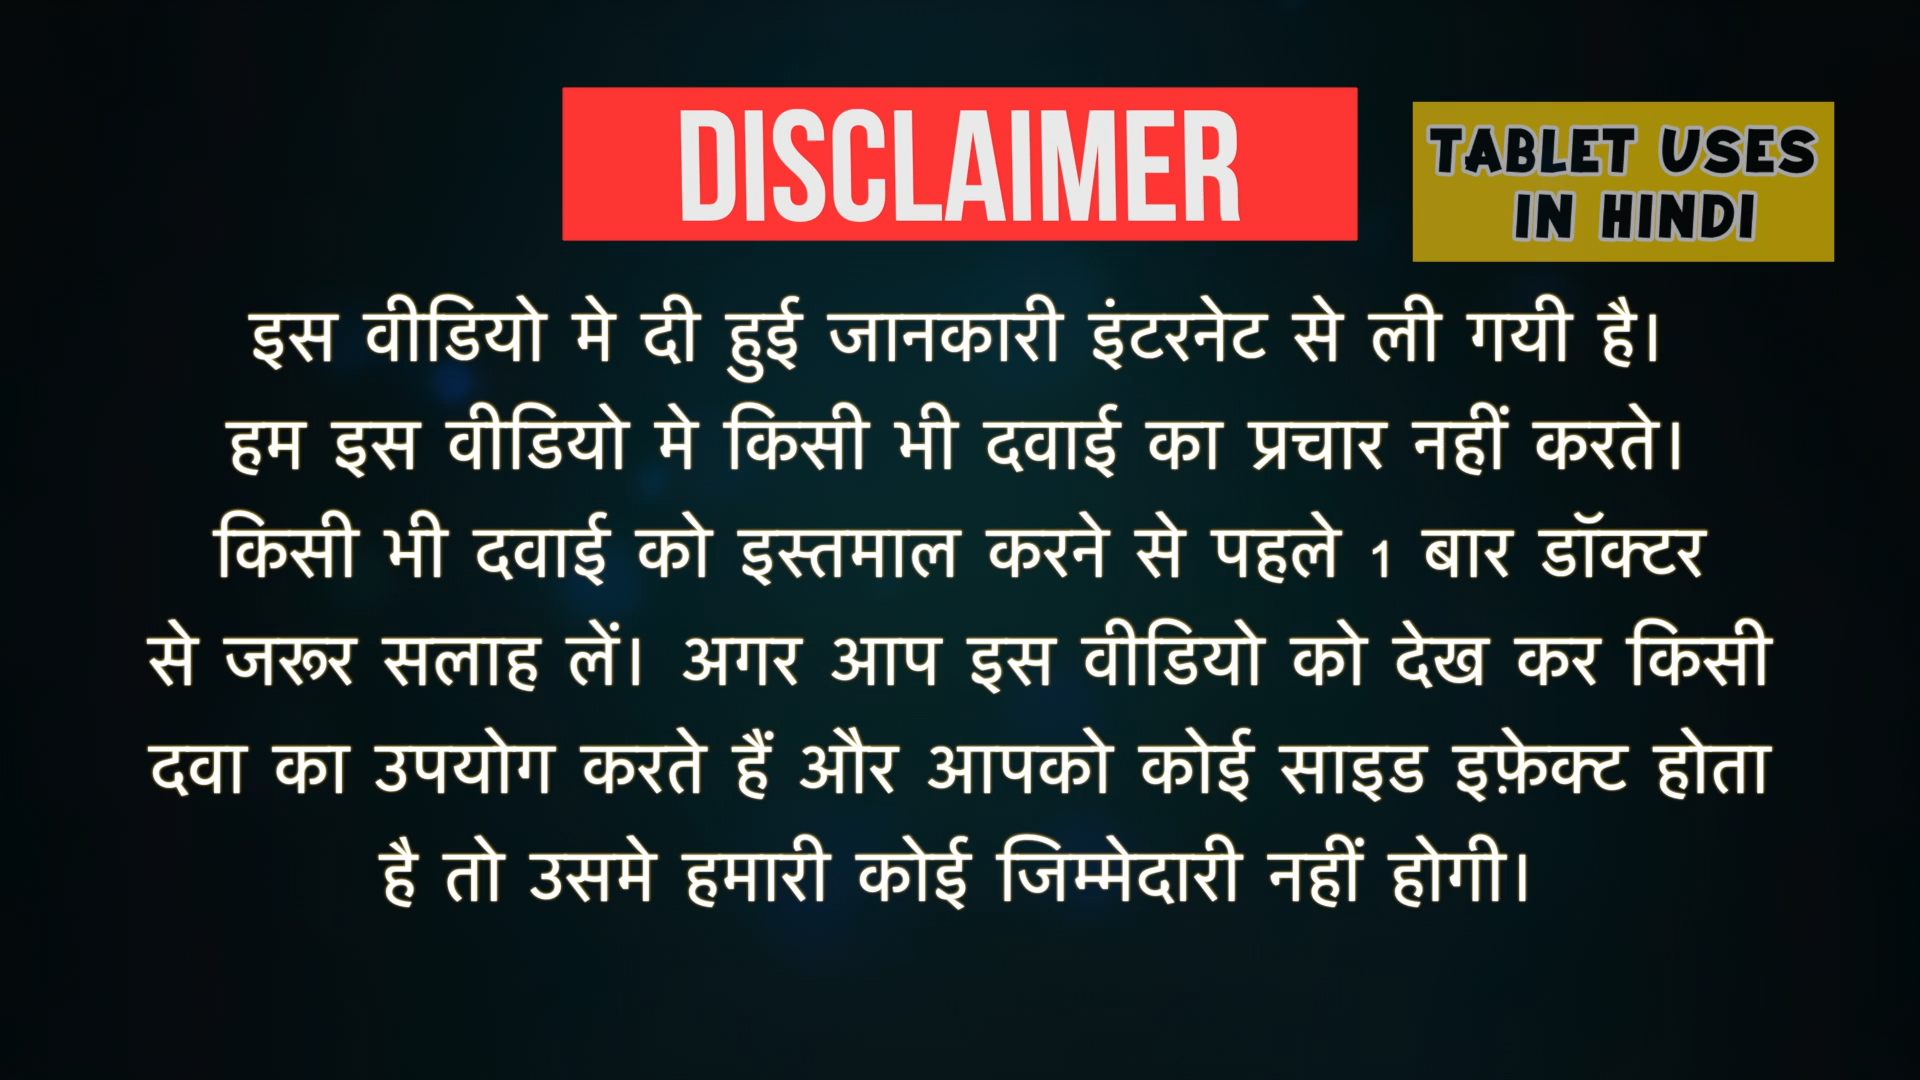 DISCLAIMER
TABLET USES
IN HINDI
इस वीडियो मे दी हुई जानकारी इंटरनेट से ली गयी है।
हम इस वीडियो मे किसी भी दवाई का प्रचार नहीं करते।
किसी भी दवाई को इस्तमाल करने से पहले 1 बार डॉक्टर
से जरूर सलाह लें। अगर आप इस वीडियो को देख कर किसी
दवा का उपयोग करते हैं और आपको कोई साइड इफ़ेक्ट होता
है तो उसमे हमारी कोई जिम्मेदारी नहीं होगी।